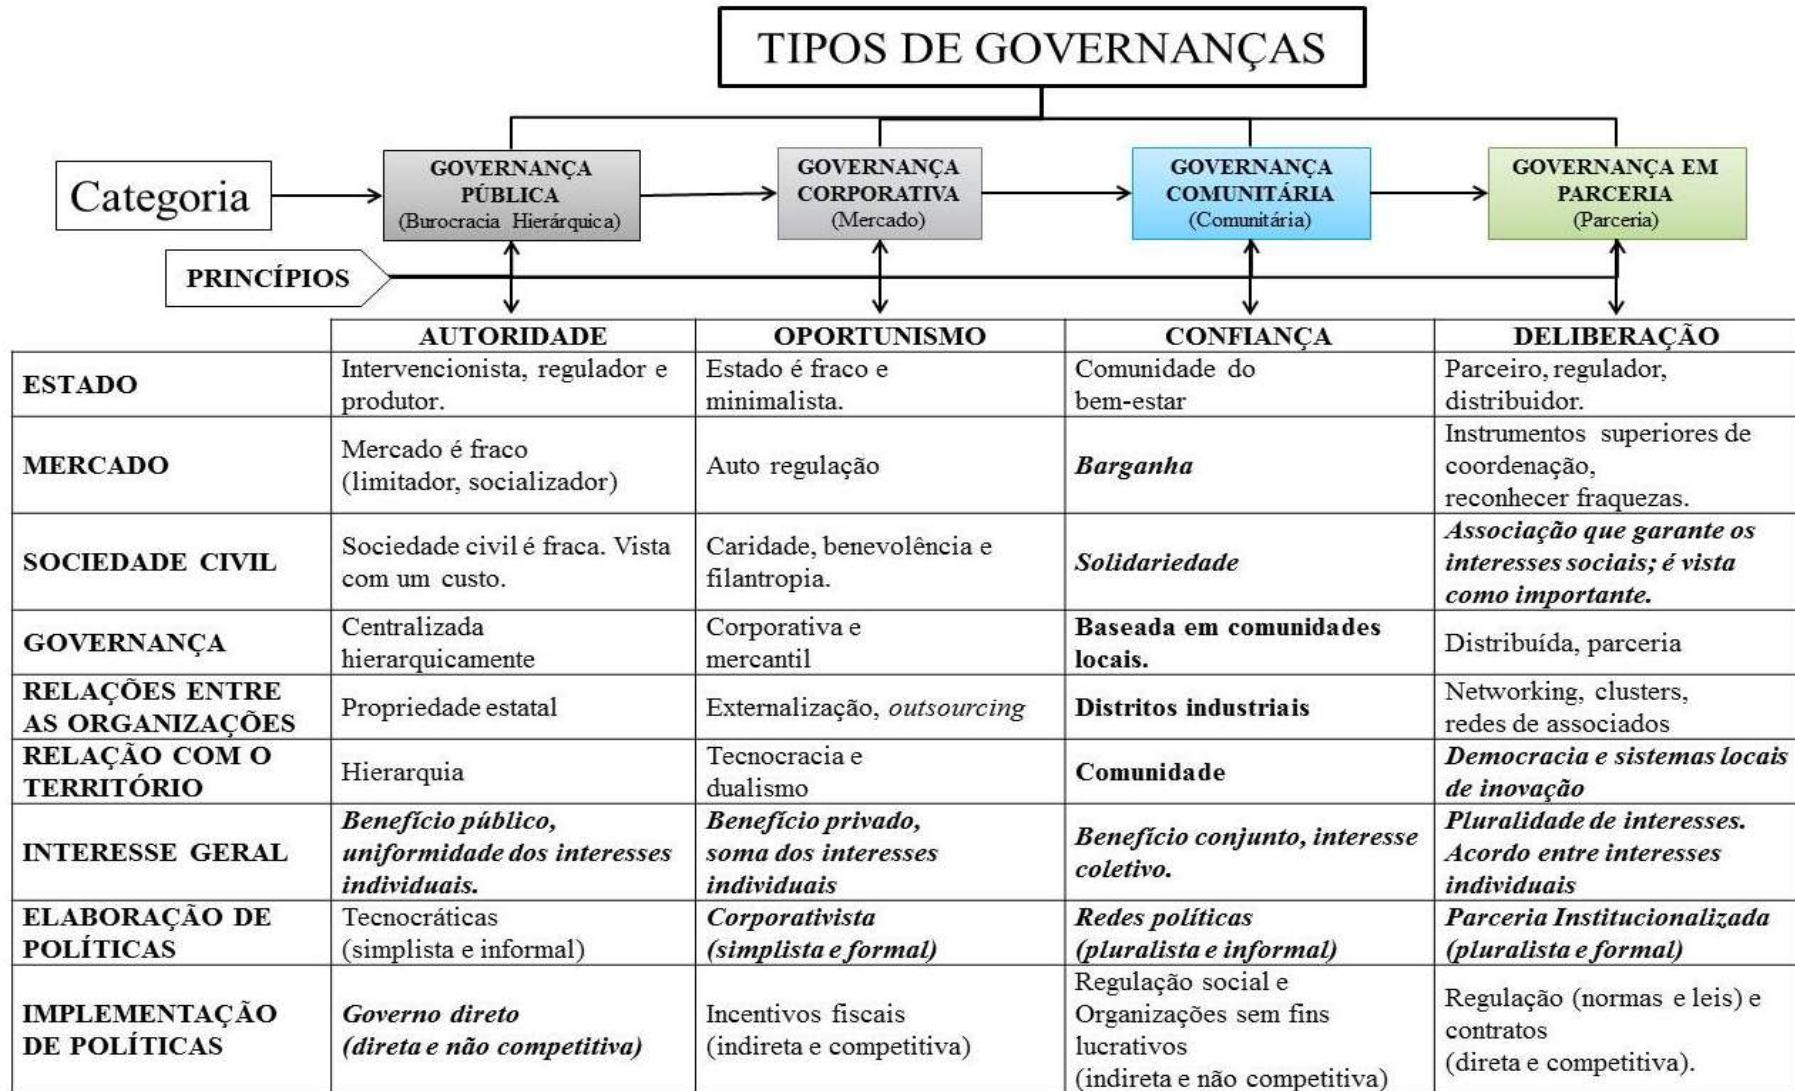 TIPOS DE GOVERNANÇAS
Categoria
GOVERNANÇA
PÚBLICA
(Burocracia Hierárquica)
GOVERNANÇA
CORPORATIVA
(Mercado)
GOVERNANÇA
COMUNITÁRIA
(Comunitária)
GOVERNANÇA EM
PARCERIA
(Parceria)
PRINCÍPIOS
AUTORIDADE
OPORTUNISMO
CONFIANÇA
DELIBERAÇÃO
ESTADO
Intervencionista, regulador e
produtor.
Estado é fraco e
minimalista.
Comunidade do
bem-estar
Parceiro, regulador,
distribuidor.
MERCADO
Mercado é fraco
(limitador, socializador)
Auto regulação
Barganha
Instrumentos superiores de
coordenação,
reconhecer fraquezas.
SOCIEDADE CIVIL
Sociedade civil é fraca. Vista
com um custo.
Caridade, benevolência e
filantropia.
Solidariedade
Associação que garante os
interesses sociais; é vista
como importante.
GOVERNANÇA
Centralizada
hierarquicamente
Corporativa e
mercantil
Baseada em comunidades
locais.
Distribuída, parceria
RELAÇÕES ENTRE
AS ORGANIZAÇÕES
Propriedade estatal
Externalização, outsourcing
Distritos industriais
Networking, clusters,
redes de associados
RELAÇÃO COM O
TERRITÓRIO
Hierarquia
Tecnocracia e
dualismo
Comunidade
Democracia e sistemas locais
de inovação
INTERESSE GERAL
Benefício público,
uniformidade dos interesses
individuais.
Benefício privado,
soma dos interesses
individuais
Benefício conjunto, interesse
coletivo.
Pluralidade de interesses.
Acordo entre interesses
individuais
ELABORAÇÃO DE
POLÍTICAS
Tecnocráticas
(simplista e informal)
Corporativista
(simplista e formal)
Redes políticas
(pluralista e informal)
Parceria Institucionalizada
(pluralista e formal)
IMPLEMENTAÇÃO
DE POLÍTICAS
Governo direto
(direta e não competitiva)
Incentivos fiscais
(indireta e competitiva)
Regulação social e
Organizações sem fins
lucrativos
(indireta e não competitiva)
Regulação (normas e leis) e
contratos
(direta e competitiva).